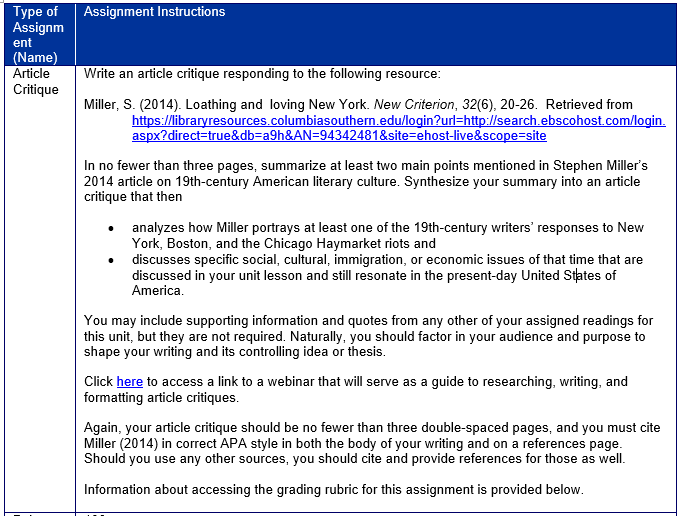 Type of Assignm ent (Name)
Assignment Instructions
Article Critique
Write an article critique responding to the following resource:
Miller, S. (2014). Loathing and loving New York. New Criterion, 32(6), 20-26. Retrieved from
https://libraryresources.columbiasouthern.edu/login?url=http://search.ebscohost.com/login.
aspx?direct=true&db=a9h&AN=94342481&site=ehost-live&scope=site
In no fewer than three pages, summarize at least two main points mentioned in Stephen Miller's
2014 article on 19th-century American literary culture. Synthesize your summary into an article
critique that then
• analyzes how Miller portrays at least one of the 19th-century writers' responses to New
York, Boston, and the Chicago Haymarket riots and
• discusses specific social, cultural, immigration, or economic issues of that time that are
discussed in your unit lesson and still resonate in the present-day United States of
America.
You may include supporting information and quotes from any other of your assigned readings for
this unit, but they are not required. Naturally, you should factor in your audience and purpose to
shape your writing and its controlling idea or thesis.
Click here to access a link to a webinar that will serve as a guide to researching, writing, and
formatting article critiques.
Again, your article critique should be no fewer than three double-spaced pages, and you must cite
Miller (2014) in correct APA style in both the body of your writing and on a references page.
Should you use any other sources, you should cite and provide references for those as well.
Information about accessing the grading rubric for this assignment is provided below.